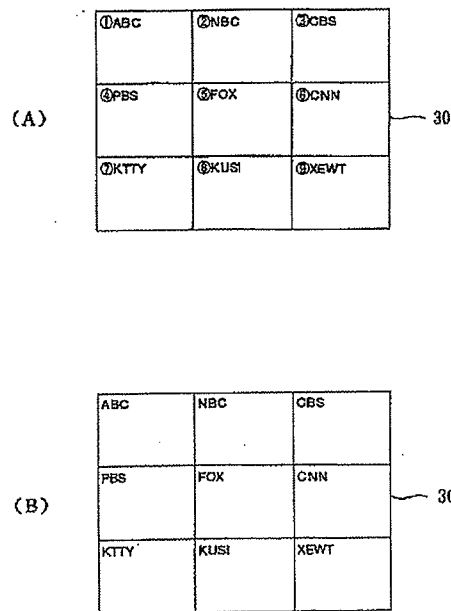 ①ABC ②NBC ③CBS
(A) ④PBS ⑤FOX ⑥CNN 30
⑦KTTY ⑧KUSI ⑨XEWT
ABC NBC CBS
(B) PBS FOX CNN 30
KTTY KUSI XEWT